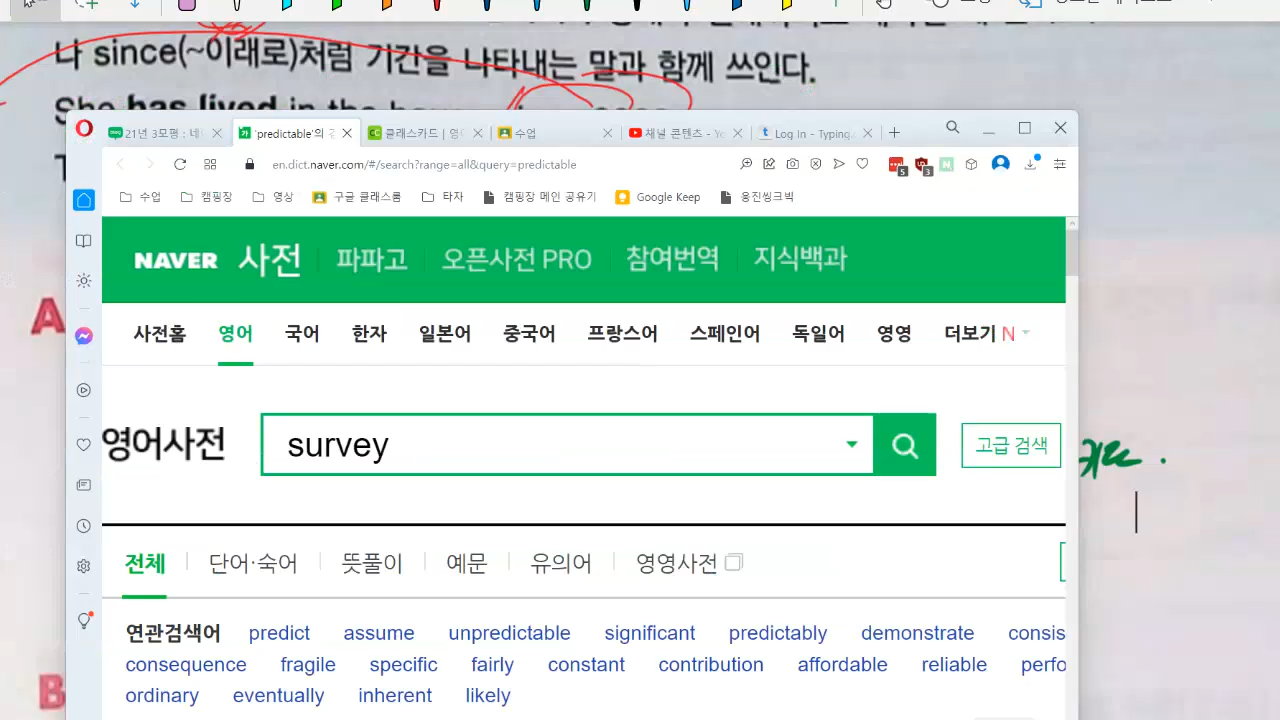 나 since(~이래로)처럼 기간을 나타내는 말과 함께 쓰인다.
She has lived in the
21년 3모평 : 네 'predictable'의 클래스카드 | 영 수업 채널 콘텐츠 - Yo Log In - Typing.
en.dict.naver.com/#/search?range=all&query=predictable
5 3
수업 캠핑장 영상 구글 클래스룸 타자 캠핑장 메인 공유기 Google Keep 웅진씽크빅
NAVER 사전 파파고 오픈사전 PRO 참여번역 지식백과
A
사전홈 영어 국어 한자 일본어 중국어 프랑스어 스페인어 독일어 영영 더보기 N
영어사전 survey 고급 검색
전체 단어·숙어 뜻풀이 예문 유의어 영영사전
연관검색어 predict assume unpredictable significant predictably demonstrate consis
consequence fragile specific fairly constant contribution affordable reliable perfo
B ordinary eventually inherent likely